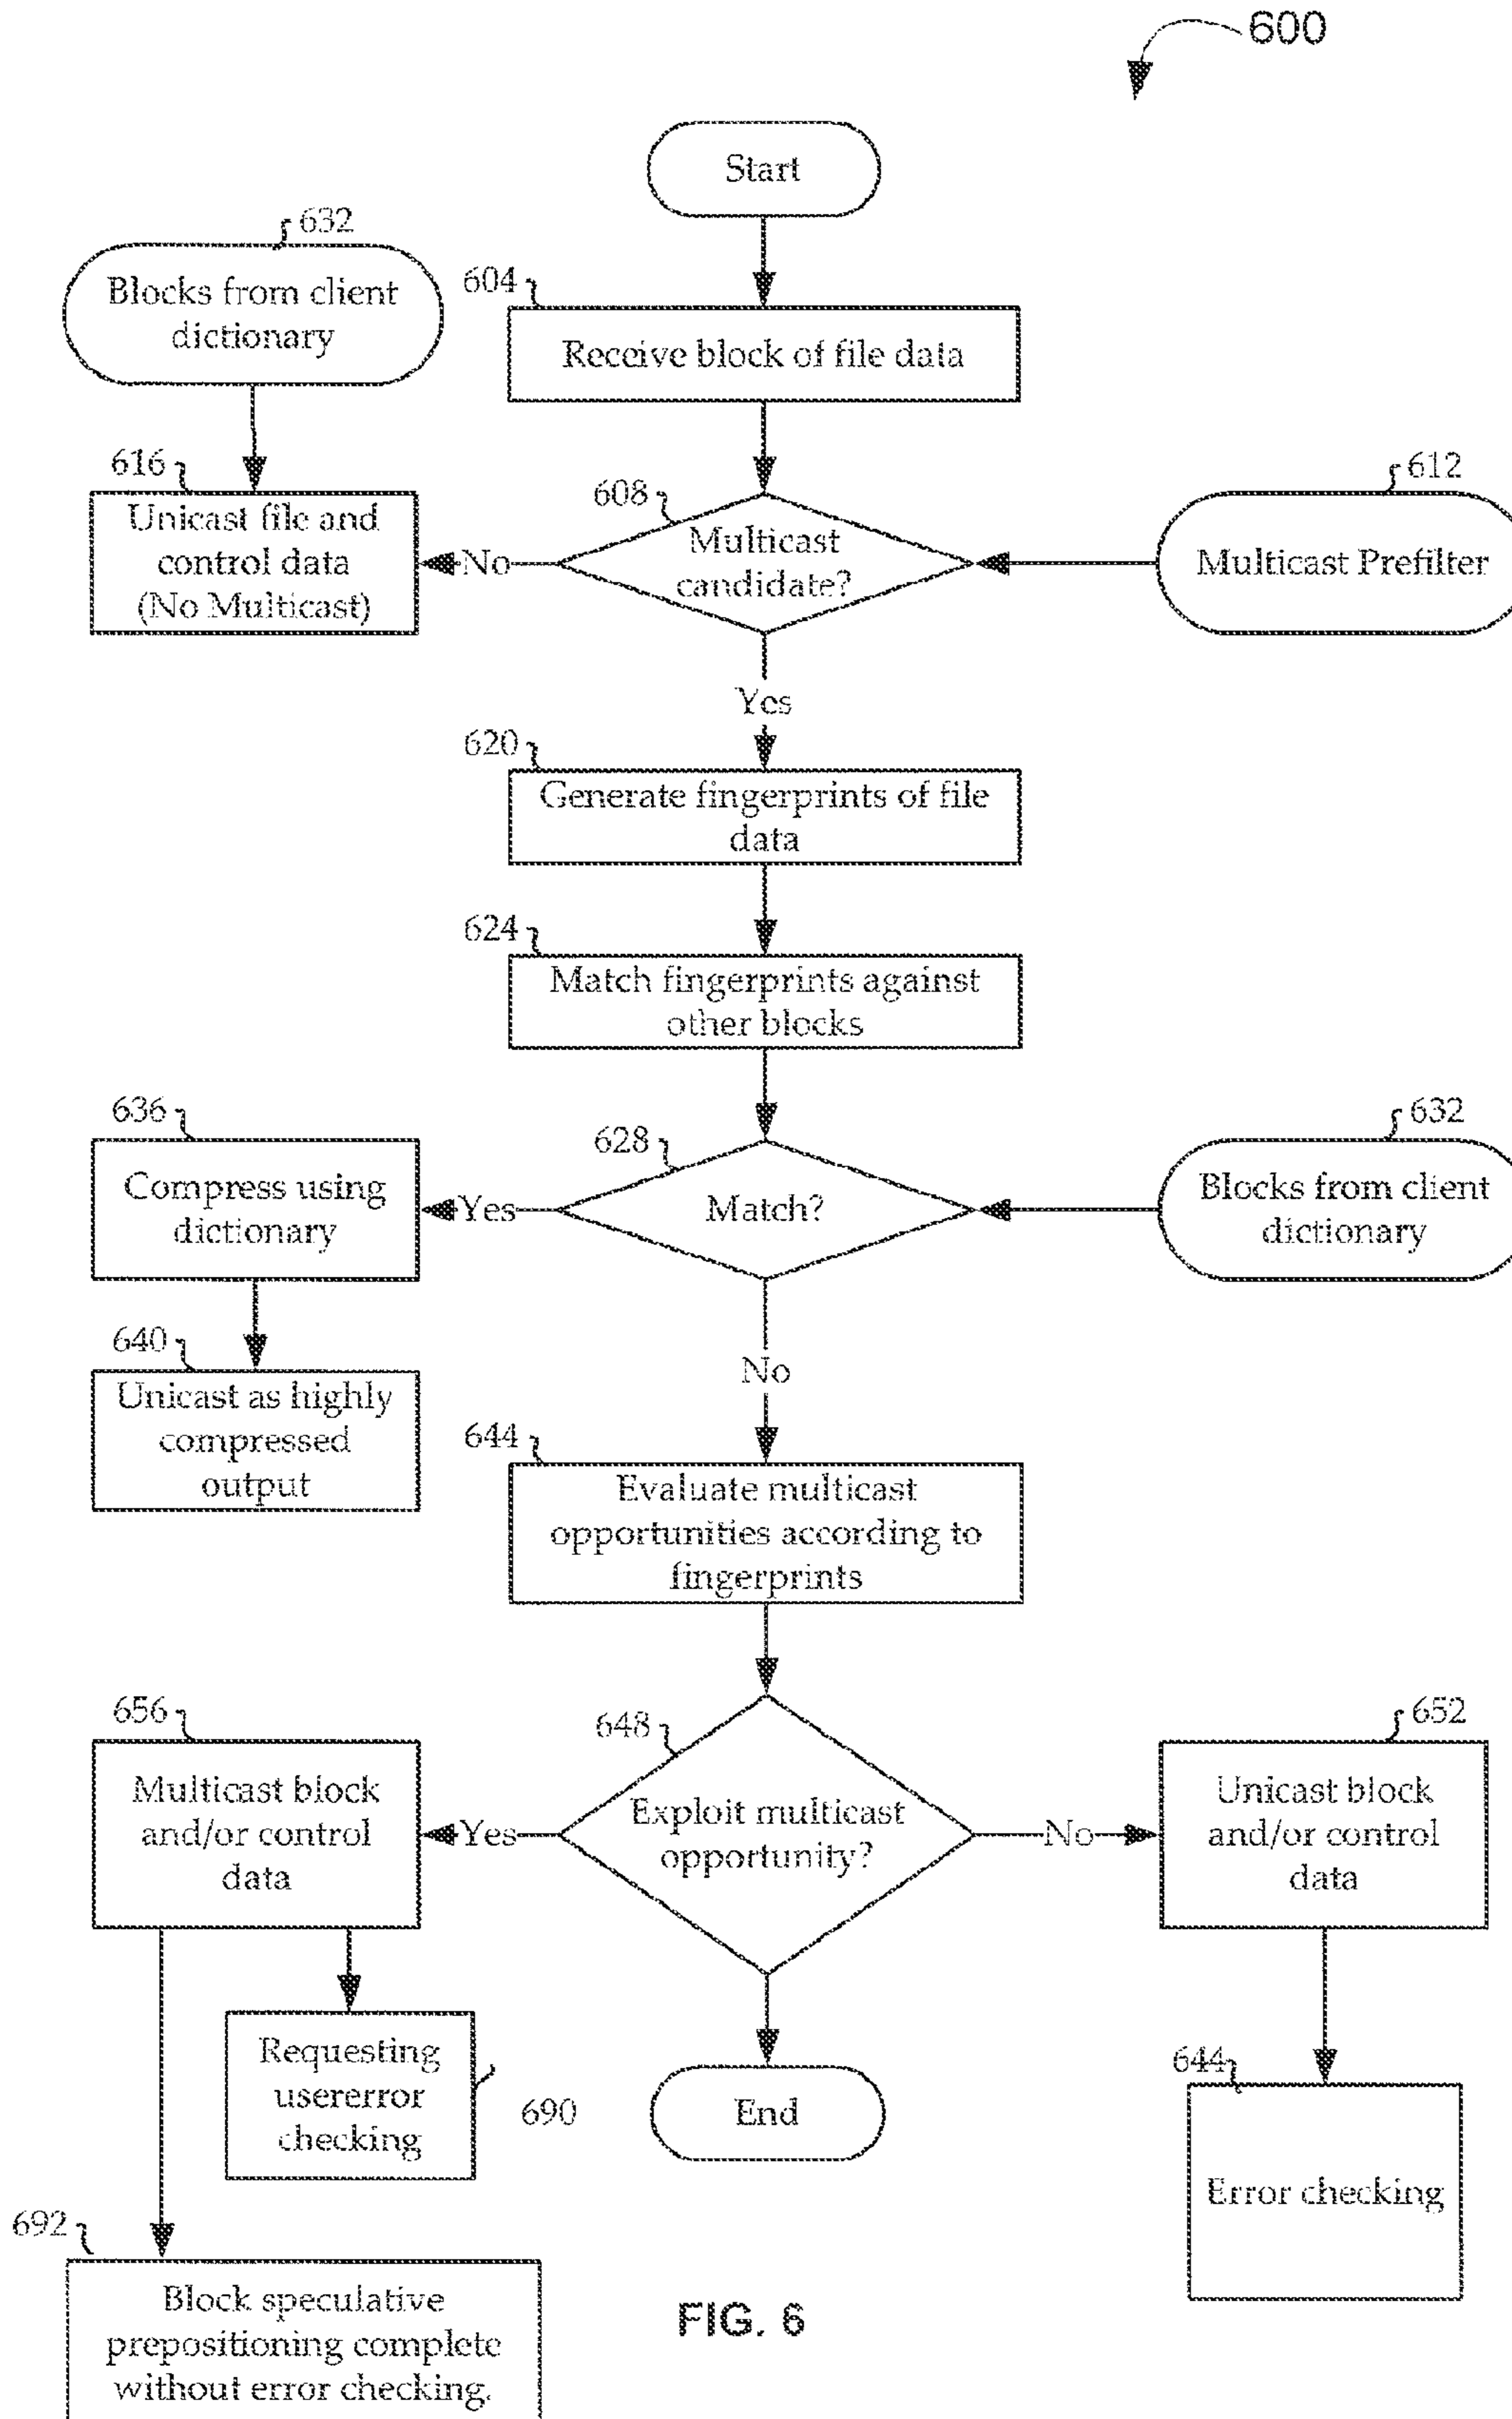 600
Start
632
Blocks from client
dictionary
604
Receive block of file data
616
Unicast file and
control data
(No Multicast)
No
608
Multicast
candidate?
612
Multicast Prefilter
Yes
620
Generate fingerprints of file
data
624
Match fingerprints against
other blocks
636
Compress using
dictionary
Yes
628
Match?
632
Blocks from client
dictionary
640
Unicast as highly
compressed
output
No
644
Evaluate multicast
opportunities according to
fingerprints
656
Multicast block
and/or control
data
Yes
648
Exploit multicast
opportunity?
No
652
Unicast block
and/or control
data
Requesting
usererror
checking
690
End
644
Error checking
692
Block speculative
prepositioning complete
without error checking.
FIG. 6